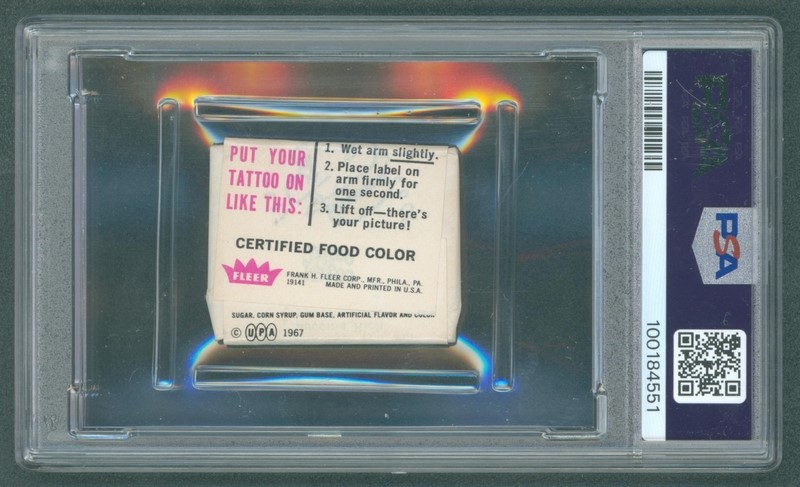 PUT YOUR
TATTOO ON
LIKE THIS:
1. Wet arm slightly.
2. Place label on
arm firmly for
one second.
3. Lift off—there's
your picture!
CERTIFIED FOOD COLOR
FLEER
FRANK H. FLEER CORP., MFR., PHILA., PA.
19141 MADE AND PRINTED IN U.S.A.
SUGAR, CORN SYRUP, GUM BASE, ARTIFICIAL FLAVOR AND COLOR
© UPA 1967
PSA
100184551